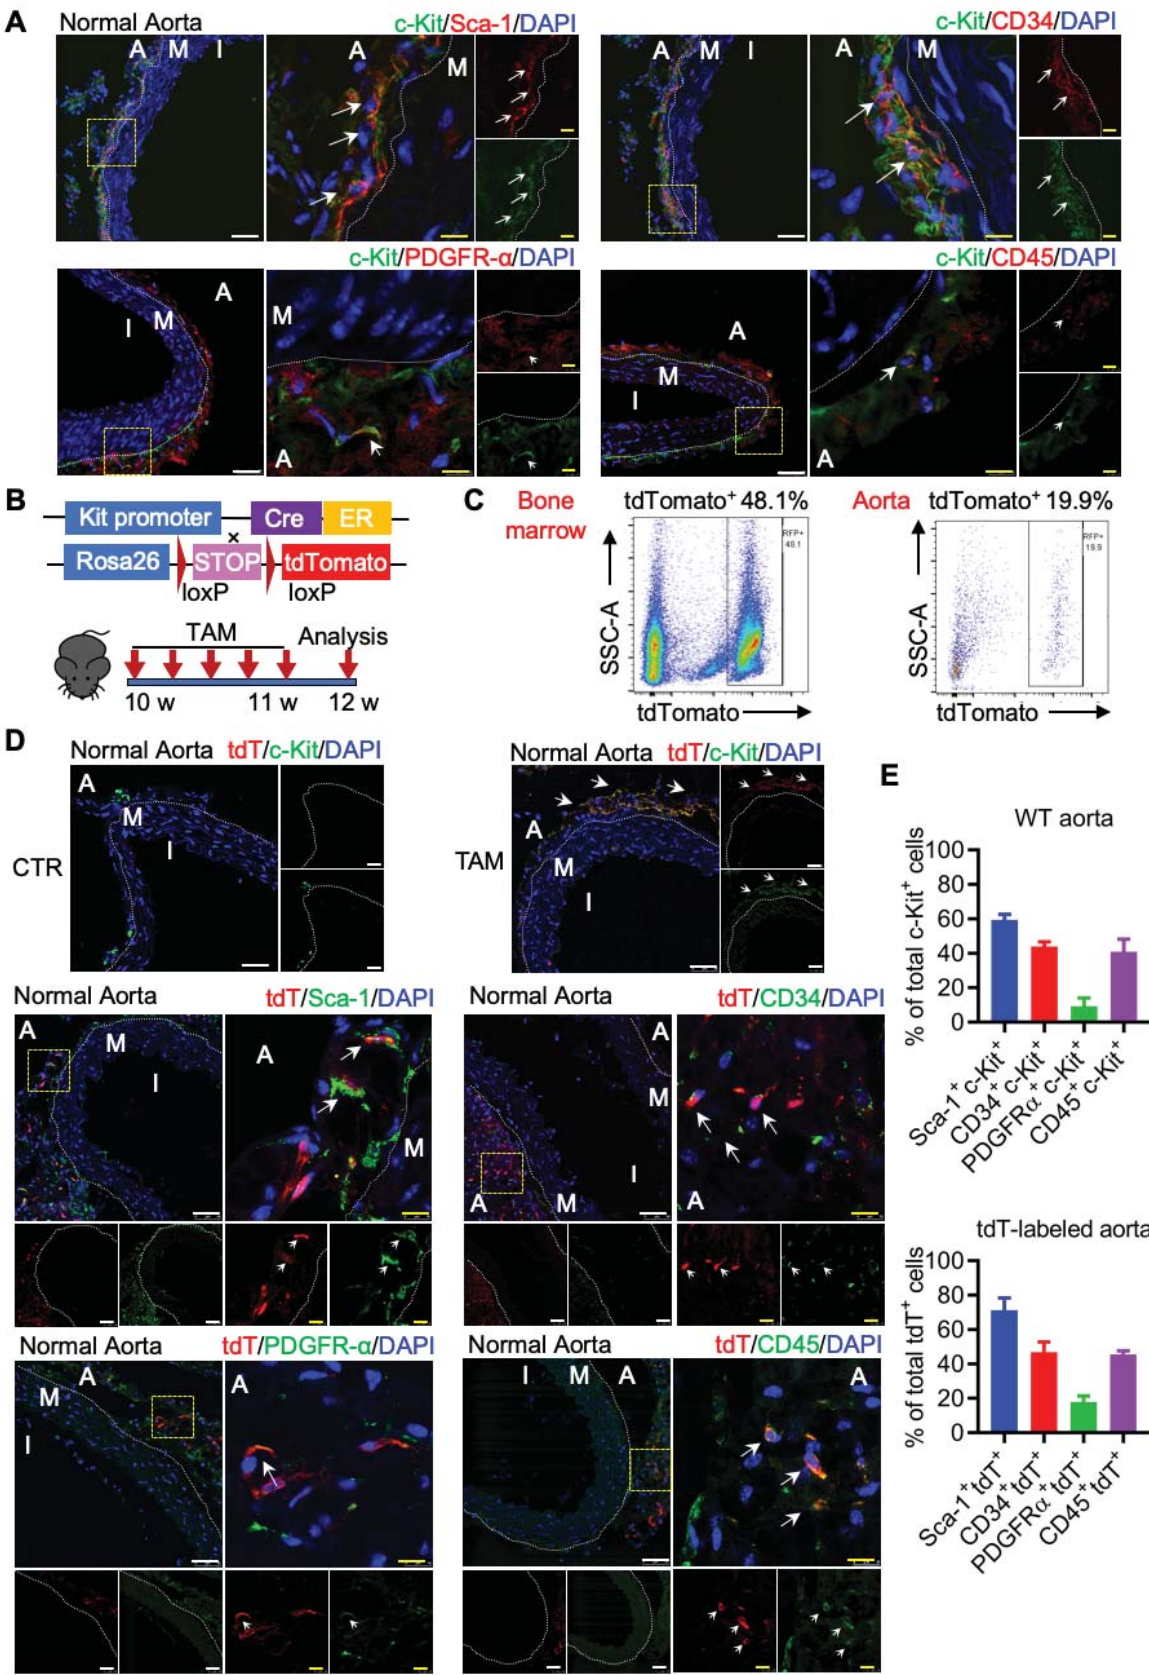 A
Normal Aorta
c-Kit/Sca-1/DAPI
c-Kit/CD34/DAPI
A M I
A
M
A M I
A M
c-Kit/PDGFR-α/DAPI
c-Kit/CD45/DAPI
A
I M
M
A
A
M
I
A
B
Kit promoter Cre ER
×
Rosa26 STOP tdTomato
loxP loxP
TAM Analysis
10 w 11 w 12 w
C
Bone marrow
tdTomato⁺ 48.1%
RFP+
48.1
SSC-A
tdTomato
Aorta
tdTomato⁺ 19.9%
RFP+
19.9
SSC-A
tdTomato
D
Normal Aorta tdT/c-Kit/DAPI
CTR
A
M
I
Normal Aorta tdT/c-Kit/DAPI
TAM
A
M
I
Normal Aorta tdT/Sca-1/DAPI
A
M
I
A
M
Normal Aorta tdT/CD34/DAPI
A
M
I
A M
A
Normal Aorta tdT/PDGFR-α/DAPI
A
M
I
A
Normal Aorta tdT/CD45/DAPI
I M A
A
E
WT aorta
% of total c-Kit⁺ cells
100
80
60
40
20
0
Sca-1⁺ c-Kit⁺
CD34⁺ c-Kit⁺
PDGFRα⁺ c-Kit⁺
CD45⁺ c-Kit⁺
tdT-labeled aorta
% of total tdT⁺ cells
100
80
60
40
20
0
Sca-1⁺tdT⁺
CD34⁺tdT⁺
PDGFRα⁺tdT⁺
CD45⁺tdT⁺